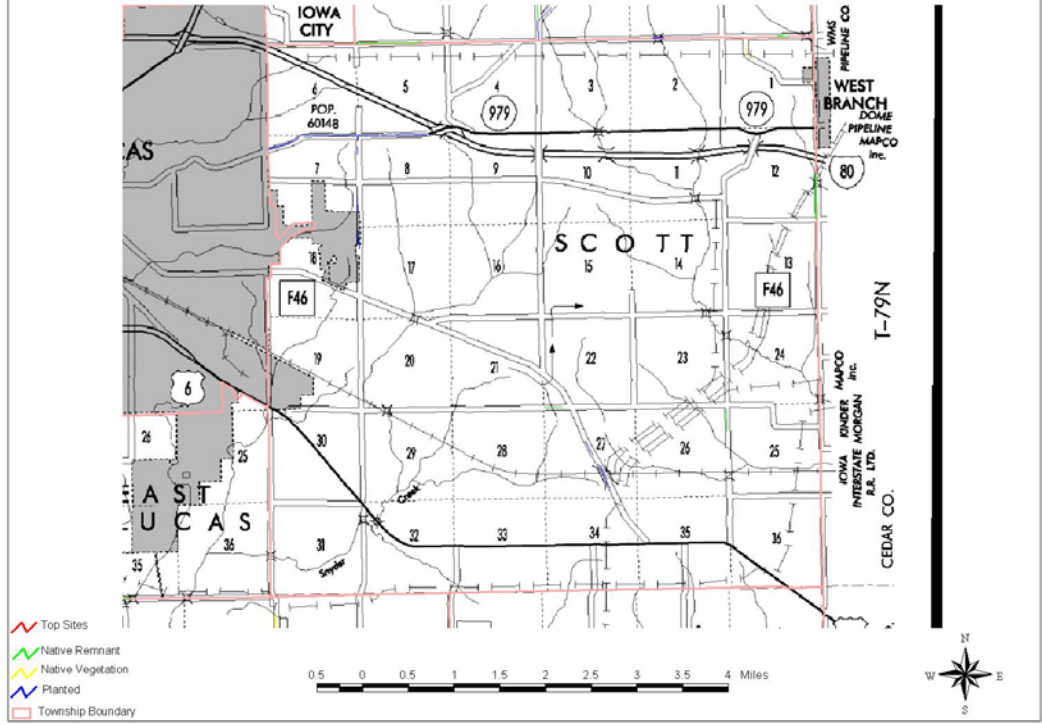 IOWA
CITY
WMS
PIPELINE CO.
6
5
4
3
2
1
WEST
BRANCH
POP.
60148
979
979
DOME
PIPELINE
MAPCO
Inc.
CAS
7
8
9
10
11
12
80
SCOTT
18
17
16
15
14
13
F46
F46
T-79N
19
20
21
22
23
24
MAPCO
Inc.
6
KINDER
MORGAN
26
25
30
29
28
27
26
25
IOWA
INTERSTATE
R.R. LTD.
AST
UCAS
Creek
CEDAR CO.
36
31
32
33
34
35
16
35
Snyder
Top Sites
Native Remnant
Native Vegetation
Planted
Township Boundary
0.5 0 0.5 1 1.5 2 2.5 3 3.5 4 Miles
N
W E
S